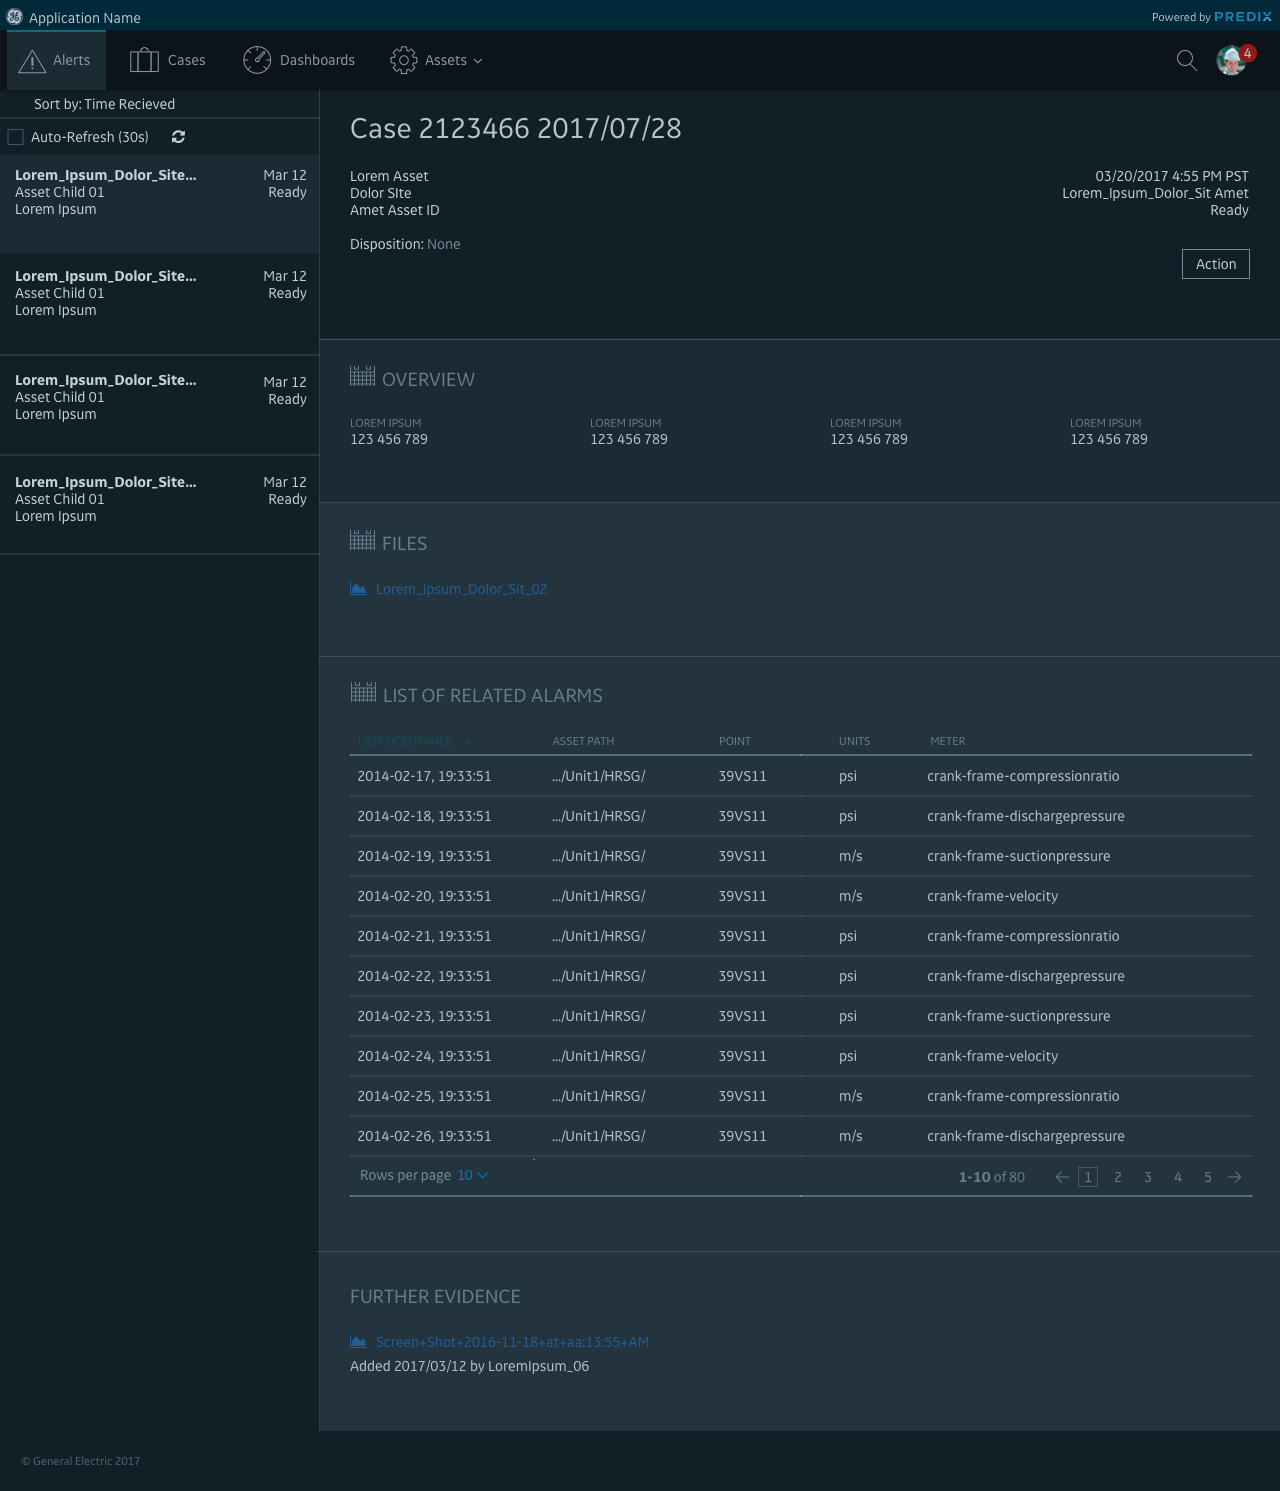 Application Name
Powered by PREDIX
Alerts
Cases
Dashboards
Assets
4
Sort by: Time Recieved
Auto-Refresh (30s)
Lorem_Ipsum_Dolor_Site... Mar 12
Asset Child 01 Ready
Lorem Ipsum
Lorem_Ipsum_Dolor_Site... Mar 12
Asset Child 01 Ready
Lorem Ipsum
Lorem_Ipsum_Dolor_Site... Mar 12
Asset Child 01 Ready
Lorem Ipsum
Lorem_Ipsum_Dolor_Site... Mar 12
Asset Child 01 Ready
Lorem Ipsum
Case 2123466 2017/07/28
Lorem Asset 03/20/2017 4:55 PM PST
Dolor SIte Lorem_Ipsum_Dolor_Sit Amet
Amet Asset ID Ready
Disposition: None
Action
OVERVIEW
LOREM IPSUM LOREM IPSUM LOREM IPSUM LOREM IPSUM
123 456 789 123 456 789 123 456 789 123 456 789
FILES
Lorem_Ipsum_Dolor_Sit_02
LIST OF RELATED ALARMS
LAST OCCURANCE ↓ ASSET PATH POINT UNITS METER
2014-02-17, 19:33:51 .../Unit1/HRSG/ 39VS11 psi crank-frame-compressionratio
2014-02-18, 19:33:51 .../Unit1/HRSG/ 39VS11 psi crank-frame-dischargepressure
2014-02-19, 19:33:51 .../Unit1/HRSG/ 39VS11 m/s crank-frame-suctionpressure
2014-02-20, 19:33:51 .../Unit1/HRSG/ 39VS11 m/s crank-frame-velocity
2014-02-21, 19:33:51 .../Unit1/HRSG/ 39VS11 psi crank-frame-compressionratio
2014-02-22, 19:33:51 .../Unit1/HRSG/ 39VS11 psi crank-frame-dischargepressure
2014-02-23, 19:33:51 .../Unit1/HRSG/ 39VS11 psi crank-frame-suctionpressure
2014-02-24, 19:33:51 .../Unit1/HRSG/ 39VS11 psi crank-frame-velocity
2014-02-25, 19:33:51 .../Unit1/HRSG/ 39VS11 m/s crank-frame-compressionratio
2014-02-26, 19:33:51 .../Unit1/HRSG/ 39VS11 m/s crank-frame-dischargepressure
Rows per page 10 1-10 of 80 ← 1 2 3 4 5 →
FURTHER EVIDENCE
Screen+Shot+2016-11-18+at+aa:13:55+AM
Added 2017/03/12 by LoremIpsum_06
© General Electric 2017